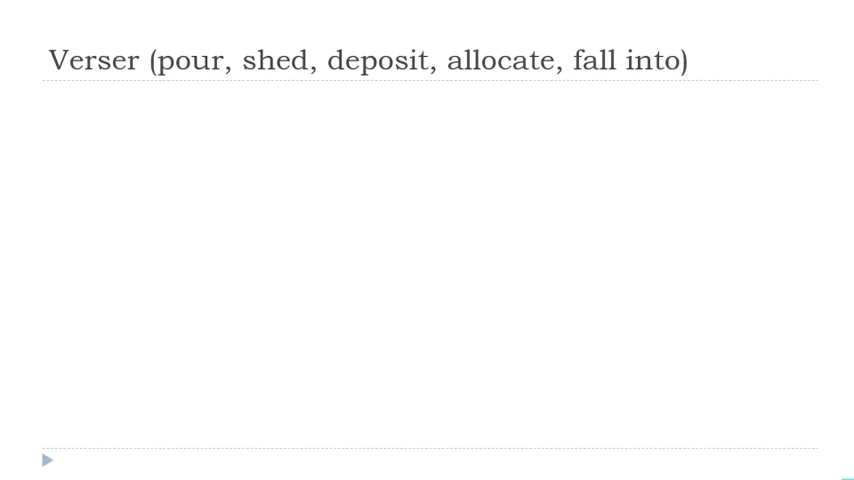 Verser (pour, shed, deposit, allocate, fall into)